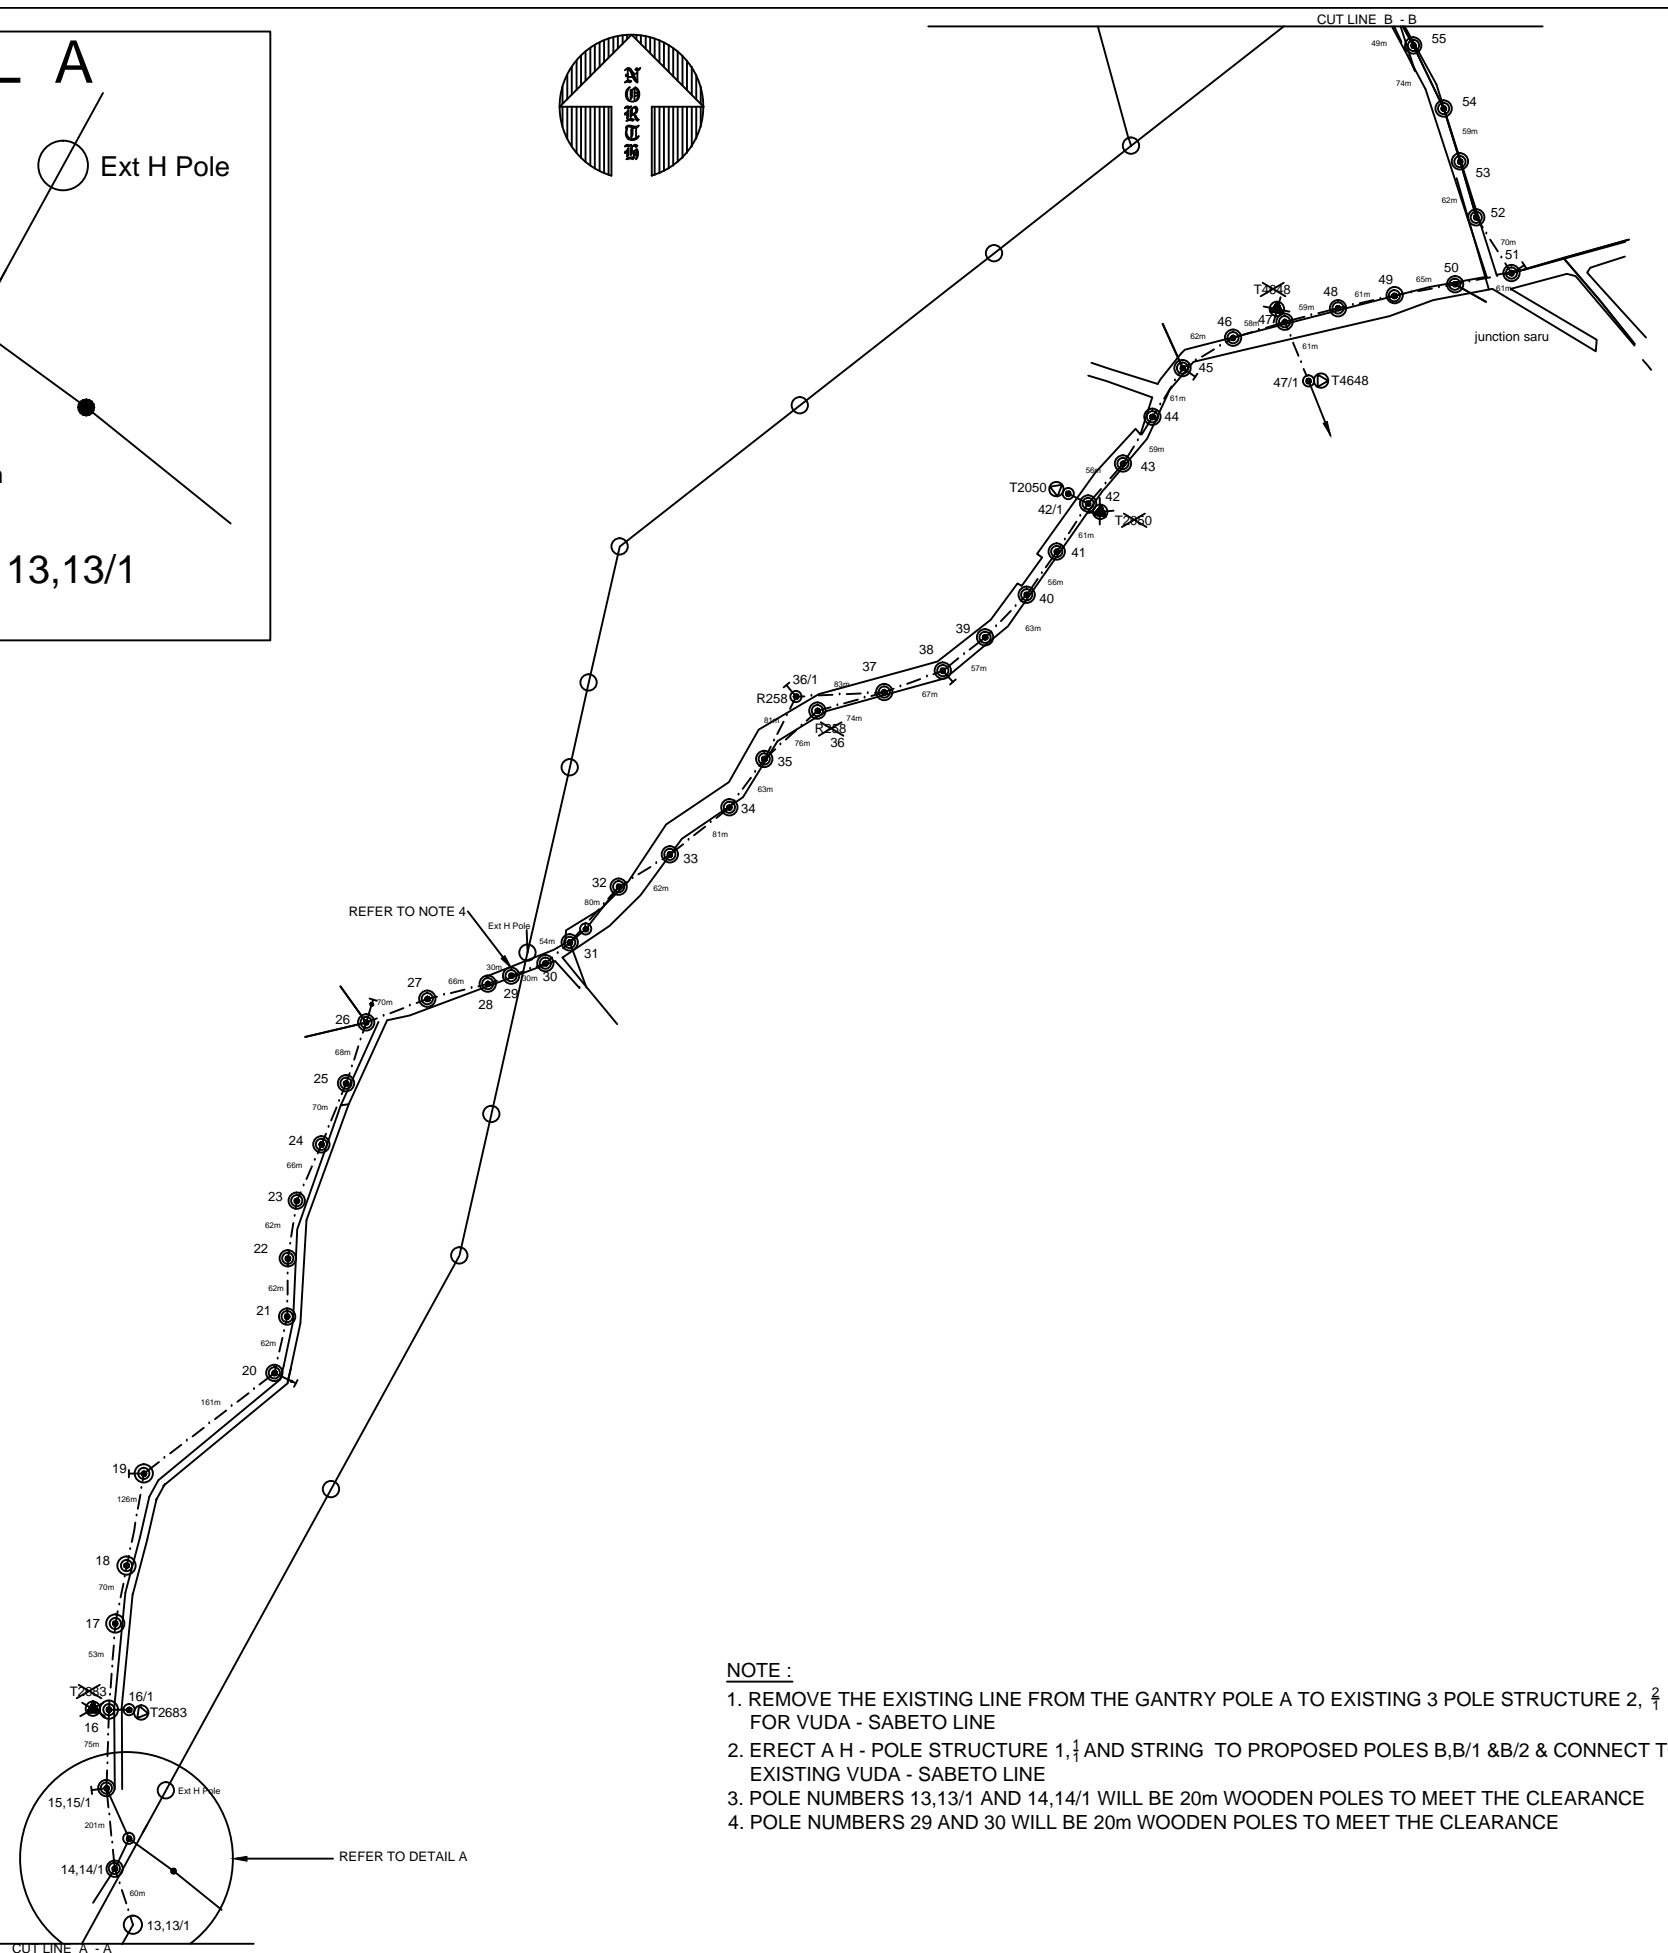 CUT LINE B - B
L A
Ext H Pole
13,13/1
NORTH
55
49m
74m
54
59m
53
62m
52
70m
51
61m
50
65m
49
61m
48
59m
T4648
47
58m
46
62m
61m
45
47/1
T4648
junction saru
61m
44
59m
43
56m
T2050
42/1
42
T2050
61m
41
56m
40
63m
39
57m
38
67m
37
83m
36/1
R258
81m
74m
R258
36
76m
35
63m
34
81m
33
62m
32
80m
REFER TO NOTE 4
Ext H Pole
54m
31
30
30m
30m
29
28
66m
27
70m
26
68m
25
70m
24
66m
23
62m
22
62m
21
62m
20
161m
19
126m
18
70m
17
53m
T2683
16/1
T2683
16
75m
15,15/1
Ext H Pole
201m
14,14/1
60m
13,13/1
REFER TO DETAIL A
CUT LINE A - A
NOTE :
1. REMOVE THE EXISTING LINE FROM THE GANTRY POLE A TO EXISTING 3 POLE STRUCTURE 2, 2/1
FOR VUDA - SABETO LINE
2. ERECT A H - POLE STRUCTURE 1,1/1 AND STRING TO PROPOSED POLES B,B/1 &B/2 & CONNECT T
EXISTING VUDA - SABETO LINE
3. POLE NUMBERS 13,13/1 AND 14,14/1 WILL BE 20m WOODEN POLES TO MEET THE CLEARANCE
4. POLE NUMBERS 29 AND 30 WILL BE 20m WOODEN POLES TO MEET THE CLEARANCE